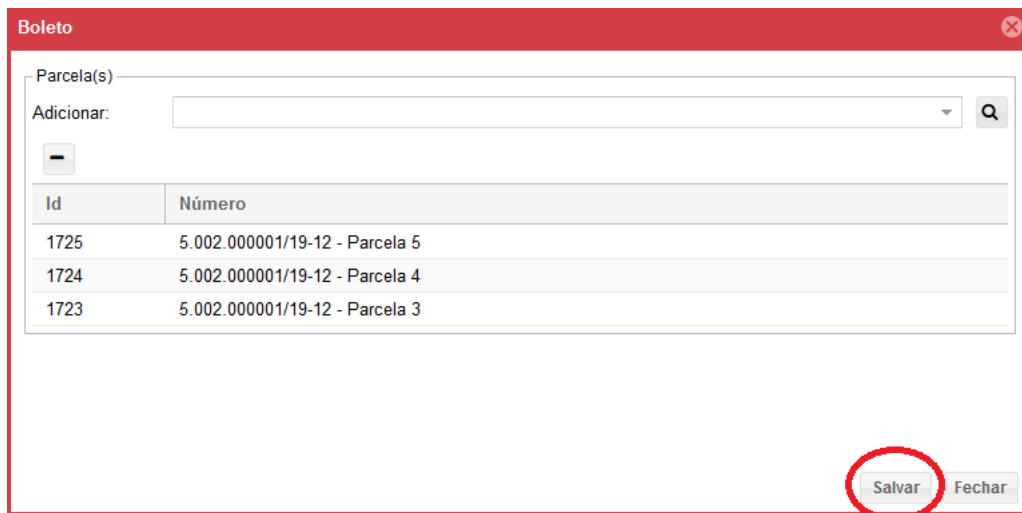 Boleto
Parcela(s)
Adicionar:
Id Número
1725 5.002.000001/19-12 - Parcela 5
1724 5.002.000001/19-12 - Parcela 4
1723 5.002.000001/19-12 - Parcela 3
Salvar Fechar